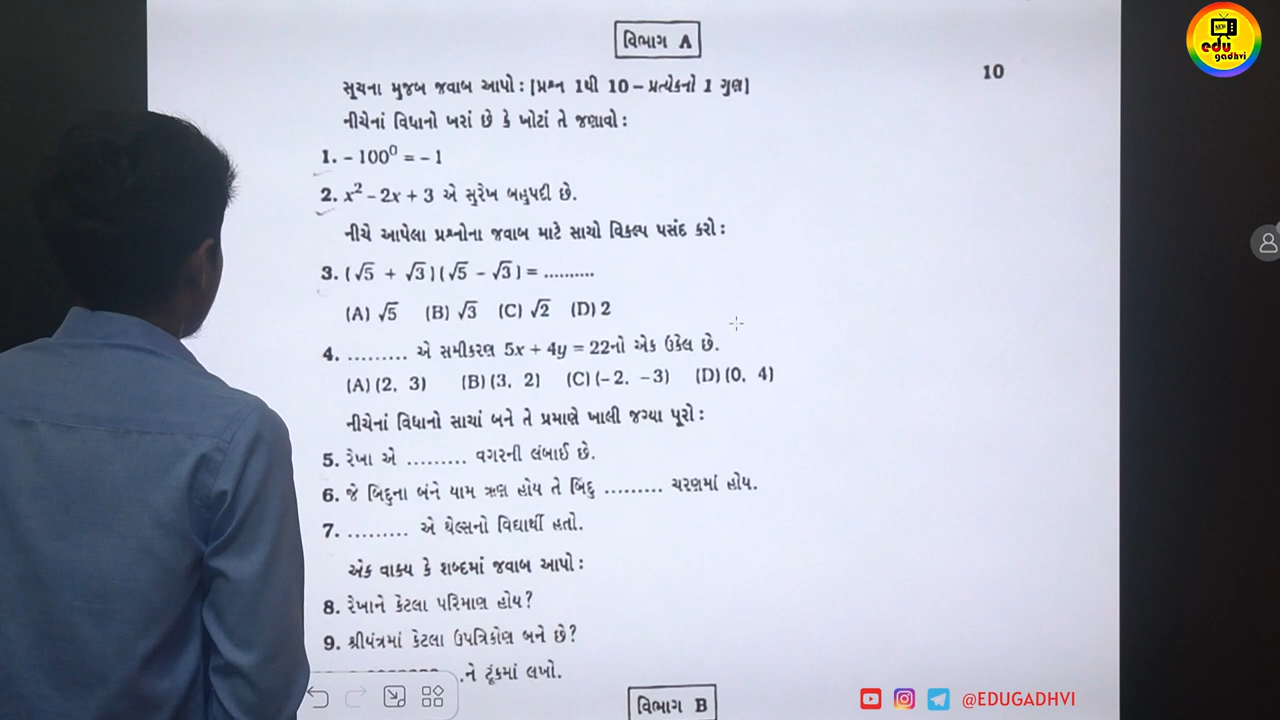 વિભાગ A
NEW
edu
gadhvi
10
સૂચના મુજબ જવાબ આપો : [પ્રશ્ન 1થી 10 – પ્રત્યેકનો 1 ગુણ]
નીચેનાં વિધાનો ખરાં છે કે ખોટાં તે જણાવો :
1. – 100⁰ = – 1
2. x² – 2x + 3 એ સુરેખ બહુપદી છે.
નીચે આપેલા પ્રશ્નોના જવાબ માટે સાચો વિકલ્પ પસંદ કરો :
3. (√5 + √3) (√5 – √3) = ..........
(A) √5 (B) √3 (C) √2 (D) 2
4. ......... એ સમીકરણ 5x + 4y = 22નો એક ઉકેલ છે.
(A) (2, 3) (B) (3, 2) (C) (– 2, – 3) (D) (0, 4)
નીચેનાં વિધાનો સાચાં બને તે પ્રમાણે ખાલી જગ્યા પૂરો :
5. રેખા એ ......... વગરની લંબાઈ છે.
6. જે બિંદુના બંને યામ ઋણ હોય તે બિંદુ ......... ચરણમાં હોય.
7. ......... એ થેલ્સનો વિદ્યાર્થી હતો.
એક વાક્ય કે શબ્દમાં જવાબ આપો :
8. રેખાને કેટલા પરિમાણ હોય?
9. શ્રીયંત્રમાં કેટલા ઉપત્રિકોણ બને છે?
ને ટૂંકમાં લખો.
વિભાગ B
@EDUGADHVI